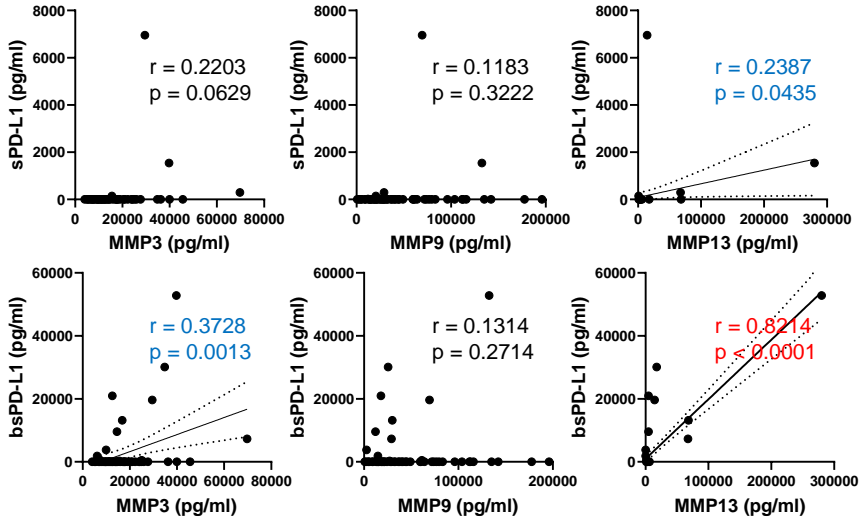 8000
6000
4000
2000
0
sPD-L1 (pg/ml)
r = 0.2203
p = 0.0629
0 20000 40000 60000 80000
MMP3 (pg/ml)
8000
6000
4000
2000
0
sPD-L1 (pg/ml)
r = 0.1183
p = 0.3222
0 50000 100000 150000 200000
MMP9 (pg/ml)
8000
6000
4000
2000
0
sPD-L1 (pg/ml)
r = 0.2387
p = 0.0435
0 100000 200000 300000
MMP13 (pg/ml)
60000
40000
20000
0
bsPD-L1 (pg/ml)
r = 0.3728
p = 0.0013
0 20000 40000 60000 80000
MMP3 (pg/ml)
60000
40000
20000
0
bsPD-L1 (pg/ml)
r = 0.1314
p = 0.2714
0 50000 100000 150000 200000
MMP9 (pg/ml)
60000
40000
20000
0
bsPD-L1 (pg/ml)
r = 0.8214
p < 0.0001
0 100000 200000 300000
MMP13 (pg/ml)